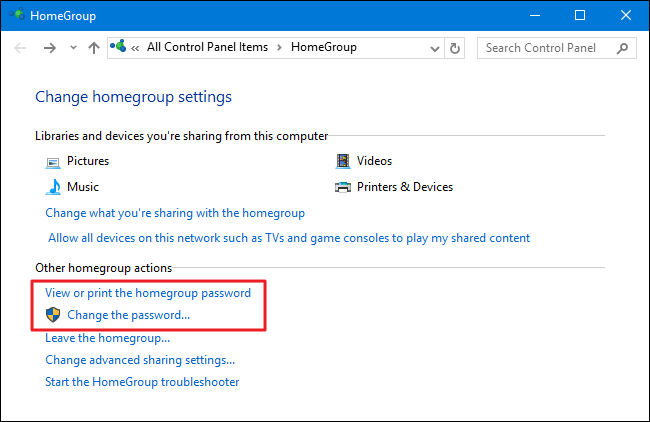 HomeGroup
« All Control Panel Items > HomeGroup
Search Control Panel
Change homegroup settings
Libraries and devices you're sharing from this computer
Pictures
Videos
Music
Printers & Devices
Change what you're sharing with the homegroup
Allow all devices on this network such as TVs and game consoles to play my shared content
Other homegroup actions
View or print the homegroup password
Change the password...
Leave the homegroup...
Change advanced sharing settings...
Start the HomeGroup troubleshooter